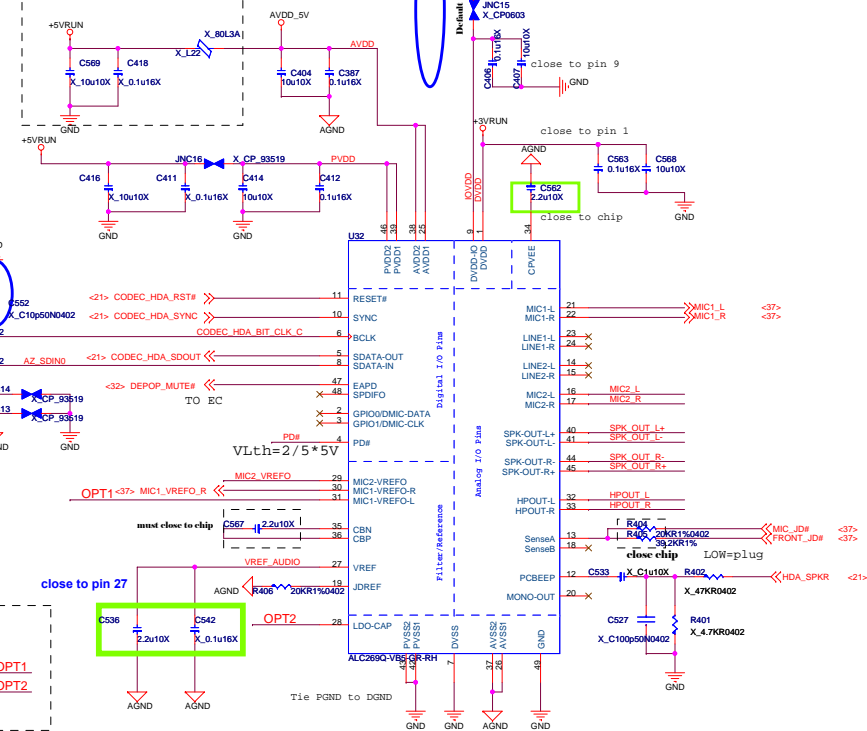 +5VRUN
C569
X_10u10X
C418
X_0.1u16X
GND
X_80L3A
X_L22
AVDD_5V
AVDD
C404
10u10X
C387
0.1u16X
AGND
Default
JNC15
X_CP0603
C406
0.1u16X
C407
10u10X
close to pin 9
GND
+3VRUN
close to pin 1
C563
0.1u16X
C568
10u10X
GND
AGND
C562
2.2u10X
close to chip
IOVDD
DVDD
+5VRUN
JNC16
X_CP_93519
PVDD
C416
X_10u10X
C411
X_0.1u16X
C414
10u10X
C412
0.1u16X
GND
GND
U32
46
39
38
25
9
1
34
PVDD2
PVDD1
AVDD2
AVDD1
DVDD-IO
DVDD
CPVEE
C552
X_C10p50N0402
<21> CODEC_HDA_RST# 11 RESET#
<21> CODEC_HDA_SYNC 10 SYNC
CODEC_HDA_BIT_CLK_C 6 BCLK
<21> CODEC_HDA_SDOUT 5 SDATA-OUT
AZ_SDIN0 8 SDATA-IN
<32> DEPOP_MUTE# 47 EAPD
TO EC
48 SPDIFO
2 GPIO0/DMIC-DATA
3 GPIO1/DMIC-CLK
PD# 4 PD#
VLth=2/5*5V
14
X_CP_93519
13
X_CP_93519
GND
MIC2_VREFO 29 MIC2-VREFO
<37> MIC1_VREFO_R 30 MIC1-VREFO-R
OPT1
31 MIC1-VREFO-L
must close to chip
C567
2.2u10X
35 CBN
36 CBP
VREF_AUDIO 27 VREF
close to pin 27
AGND
R406
20KR1%0402
19 JDREF
C536
2.2u10X
C542
X_0.1u16X
AGND
AGND
OPT2
28 LDO-CAP
OPT1
OPT2
Digital I/O Pins
Analog I/O Pins
Filter/Reference
MIC1-L 21 MIC1_L <37>
MIC1-R 22 MIC1_R <37>
LINE1-L 23
LINE1-R 24
LINE2-L 14
LINE2-R 15
MIC2-L 16 MIC2_L
MIC2-R 17 MIC2_R
SPK-OUT-L+ 40 SPK_OUT_L+
SPK-OUT-L- 41 SPK_OUT_L-
SPK-OUT-R- 44 SPK_OUT_R-
SPK-OUT-R+ 45 SPK_OUT_R+
HPOUT-L 32 HPOUT_L
HPOUT-R 33 HPOUT_R
SenseA 13
SenseB 18
R404
20KR1%0402
MIC_JD# <37>
R405
39.2KR1%
FRONT_JD# <37>
close chip
LOW=plug
PCBEEP 12
MONO-OUT 20
C533
X_C1u10X
R402
X_47KR0402
HDA_SPKR <21>
C527
X_C100p50N0402
R401
X_4.7KR0402
GND
PVSS2
PVSS1
DVSS
AVSS2
AVSS1
GND
ALC269Q-VB5-GR-RH
43
42
7
37
26
49
Tie PGND to DGND
GND
GND
AGND
GND